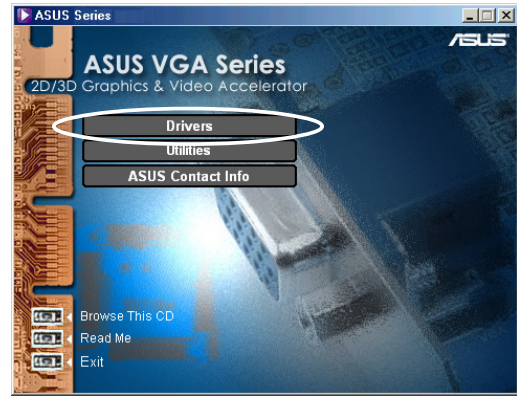 ASUS Series
ASUS
ASUS VGA Series
2D/3D Graphics & Video Accelerator
Drivers
Utilities
ASUS Contact Info
Browse This CD
Read Me
Exit